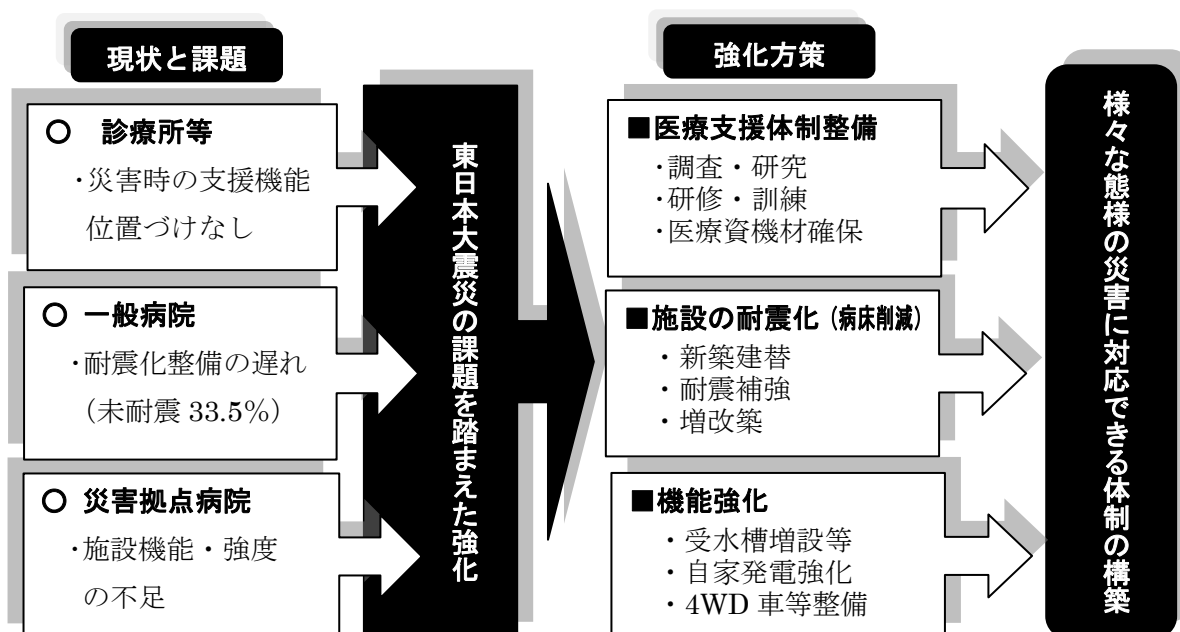 現状と課題
〇 診療所等
・災害時の支援機能
位置づけなし
〇 一般病院
・耐震化整備の遅れ
（未耐震 33.5％）
〇 災害拠点病院
・施設機能・強度
の不足
東日本大震災の課題を踏まえた強化
強化方策
■医療支援体制整備
・調査・研究
・研修・訓練
・医療資機材確保
■施設の耐震化（病床削減）
・新築建替
・耐震補強
・増改築
■機能強化
・受水槽増設等
・自家発電強化
・4WD 車等整備
様々な態様の災害に対応できる体制の構築